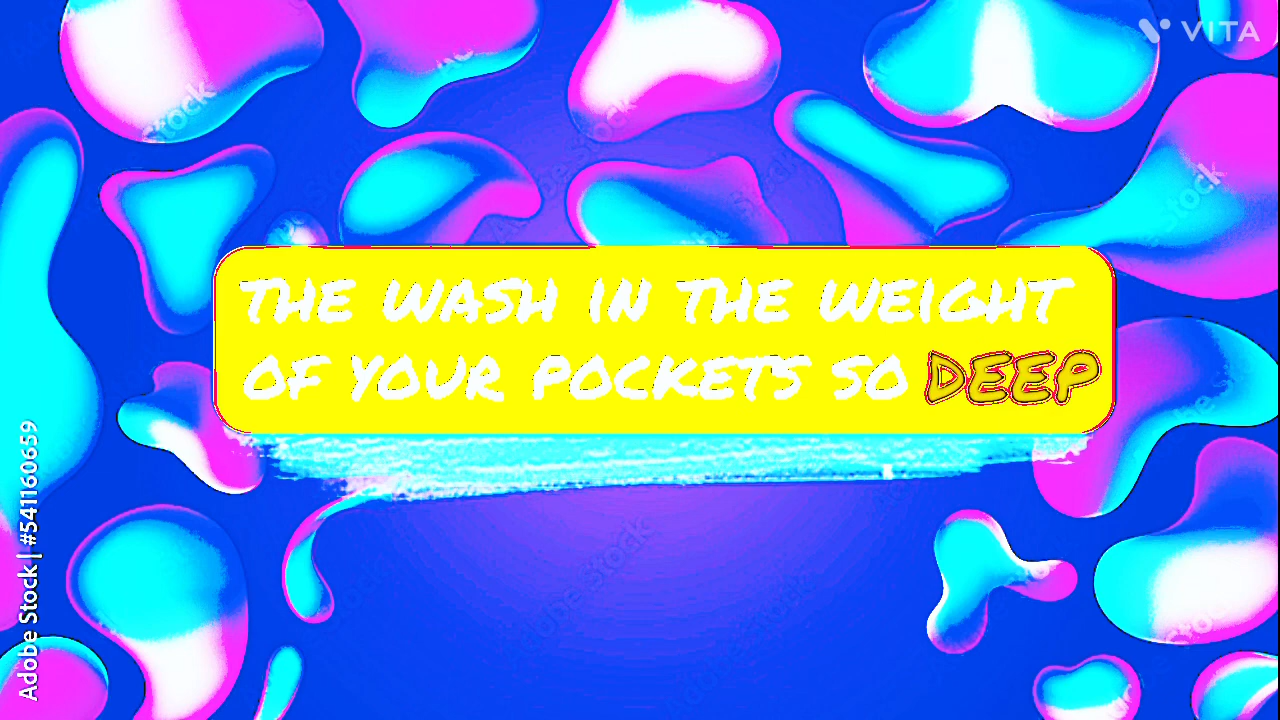 VITA
THE WASH IN THE WEIGHT
OF YOUR POCKETS SO DEEP
Adobe Stock | #541160659